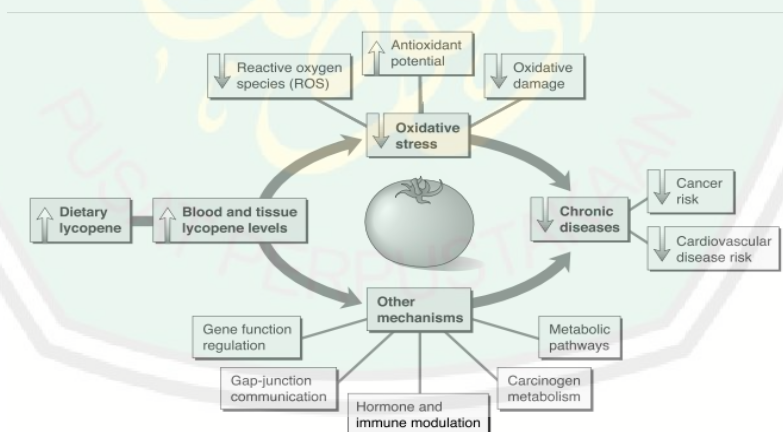 Antioxidant
potential
Reactive oxygen
species (ROS)
Oxidative
damage
Oxidative
stress
Dietary
lycopene
Blood and tissue
lycopene levels
Chronic
diseases
Cancer
risk
Cardiovascular
disease risk
Other
mechanisms
Gene function
regulation
Metabolic
pathways
Gap-junction
communication
Carcinogen
metabolism
Hormone and
immune modulation
PERPUSTAKAAN